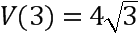 V(3) = 4√3